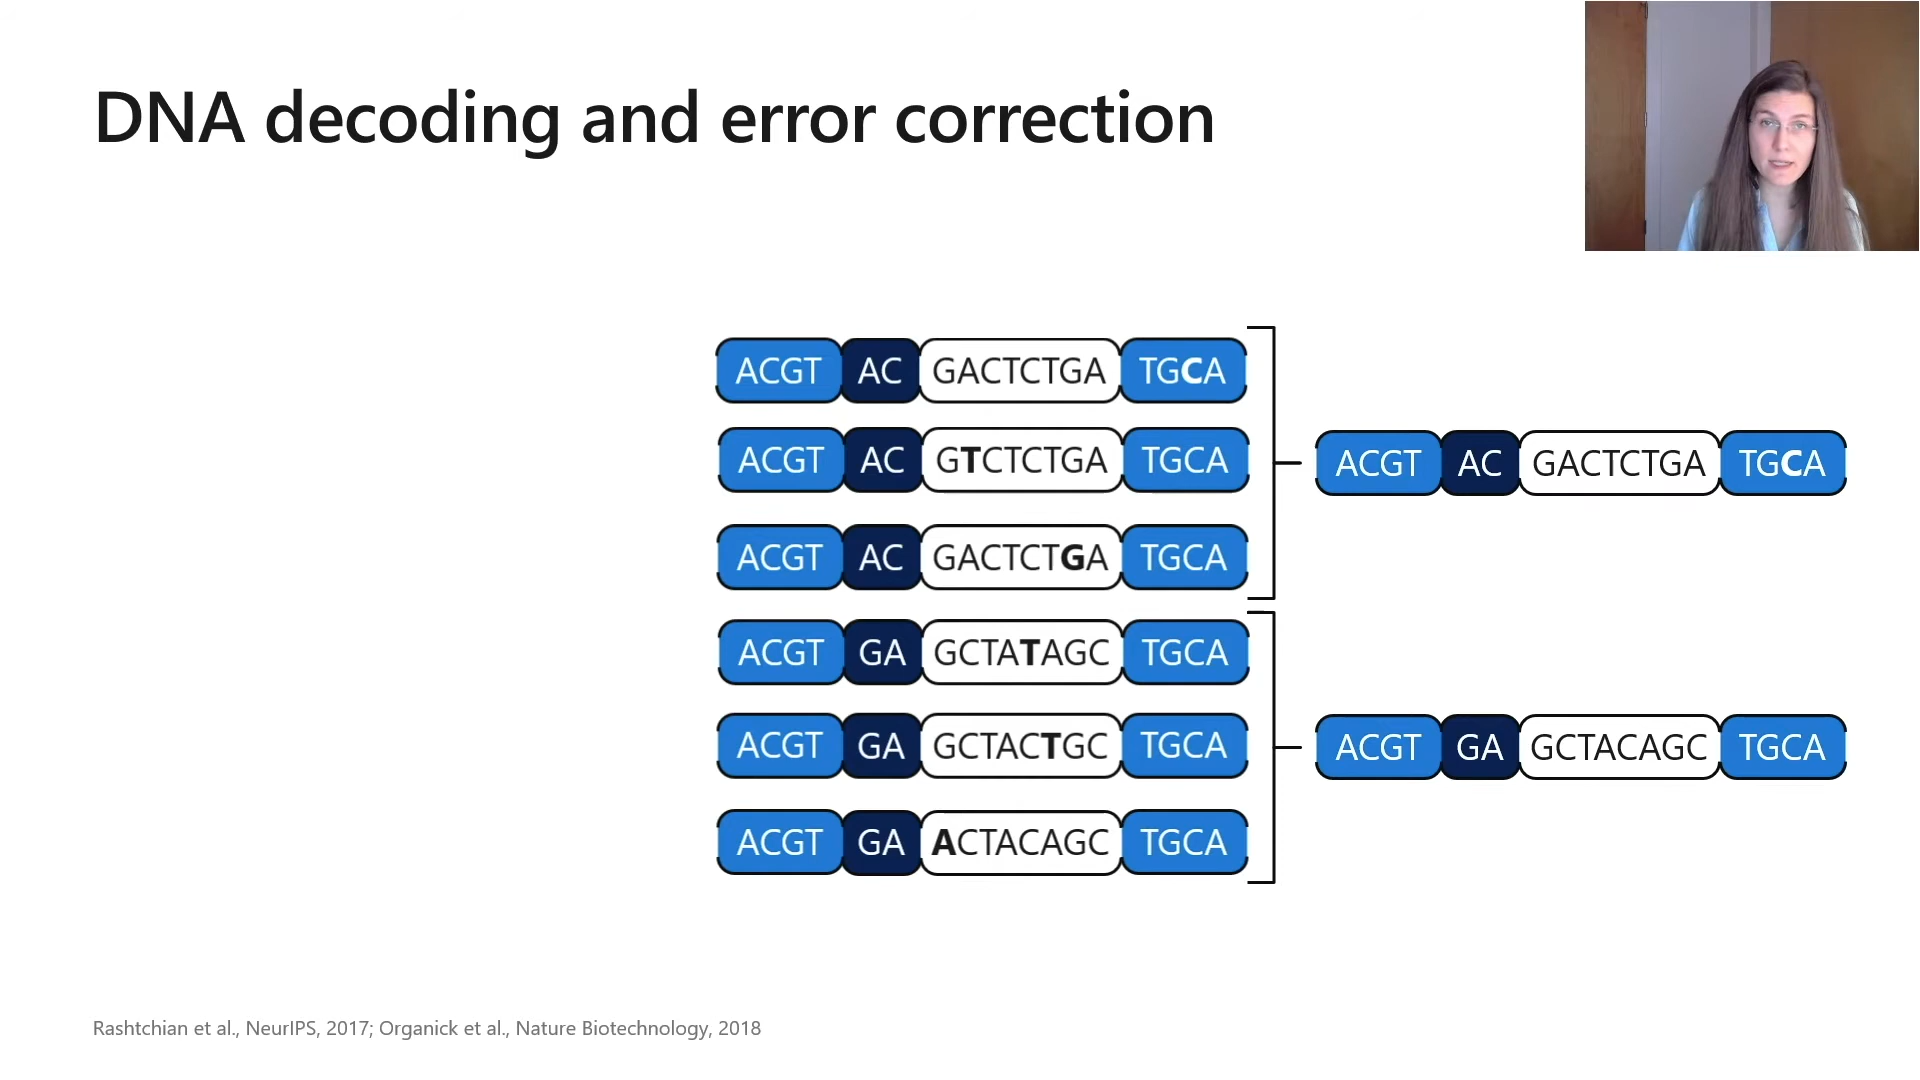 DNA decoding and error correction
ACGT AC GACTCTGA TGCA
ACGT AC GTCTCTGA TGCA
ACGT AC GACTCTGA TGCA
ACGT GA GCTATAGC TGCA
ACGT GA GCTACTGC TGCA
ACGT GA ACTACAGC TGCA
ACGT AC GACTCTGA TGCA
ACGT GA GCTACAGC TGCA
Rashtchian et al., NeurIPS, 2017; Organick et al., Nature Biotechnology, 2018